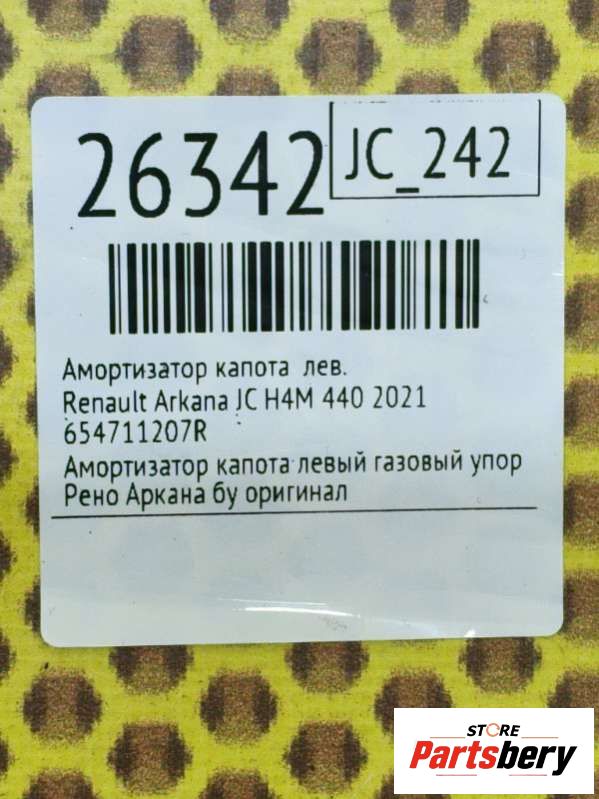 26342
JC_242
Амортизатор капота лев.
Renault Arkana JC H4M 440 2021
654711207R
Амортизатор капота левый газовый упор
Рено Аркана бу оригинал
STORE
Partsbery